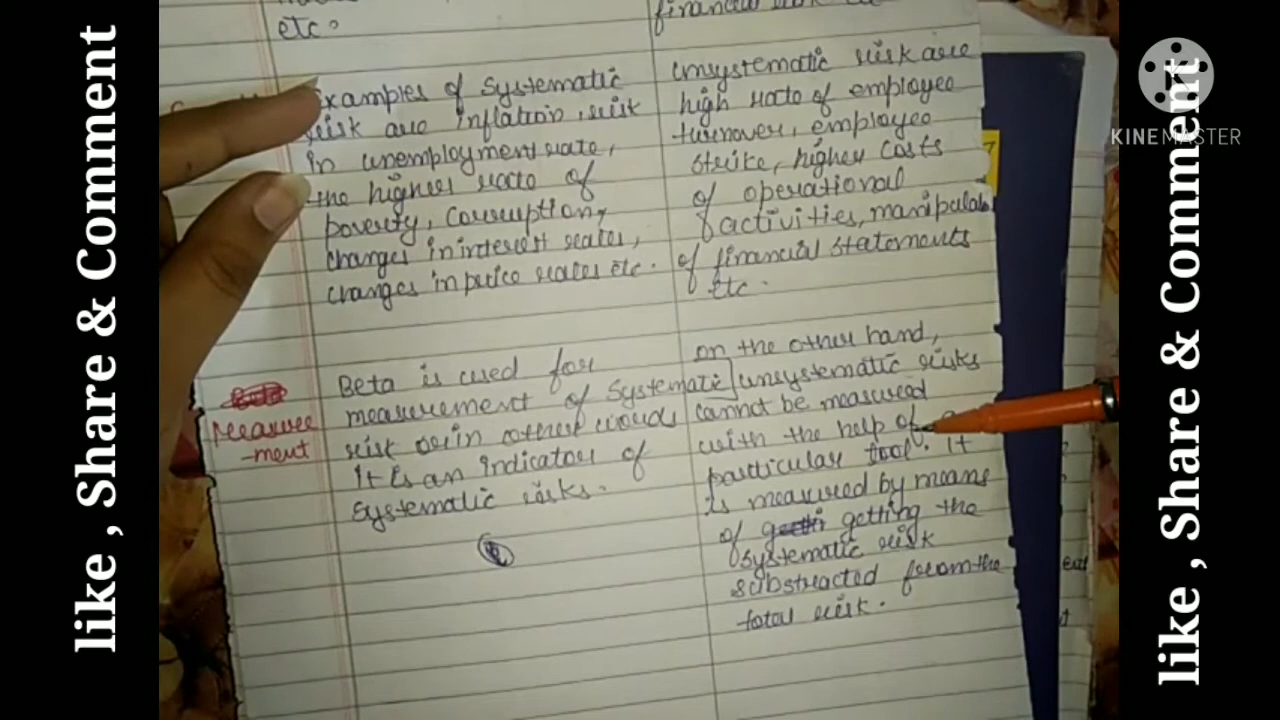 like , Share & Comment
etc.
financial
Examples of Systematic
risk are inflation, risk
in unemployment rate,
the higher rate of
poverty, corruption,
changes in interest rates,
changes in price rates etc.
unsystematic risk are
high rate of employee
turnover, employee
strike, higher costs
of operational
activities, manipulat
of financial statements
etc.
Measure
-ment
Beta is used for
measurement of Systematic
risk or in other words
it is an indicator of
systematic risks.
on the other hand,
unsystematic risks
cannot be measured
with the help of a
particular tool. it
is measured by means
of getting the
systematic risk
substracted from the
total risk.
KINEMASTER
like , Share & Comment